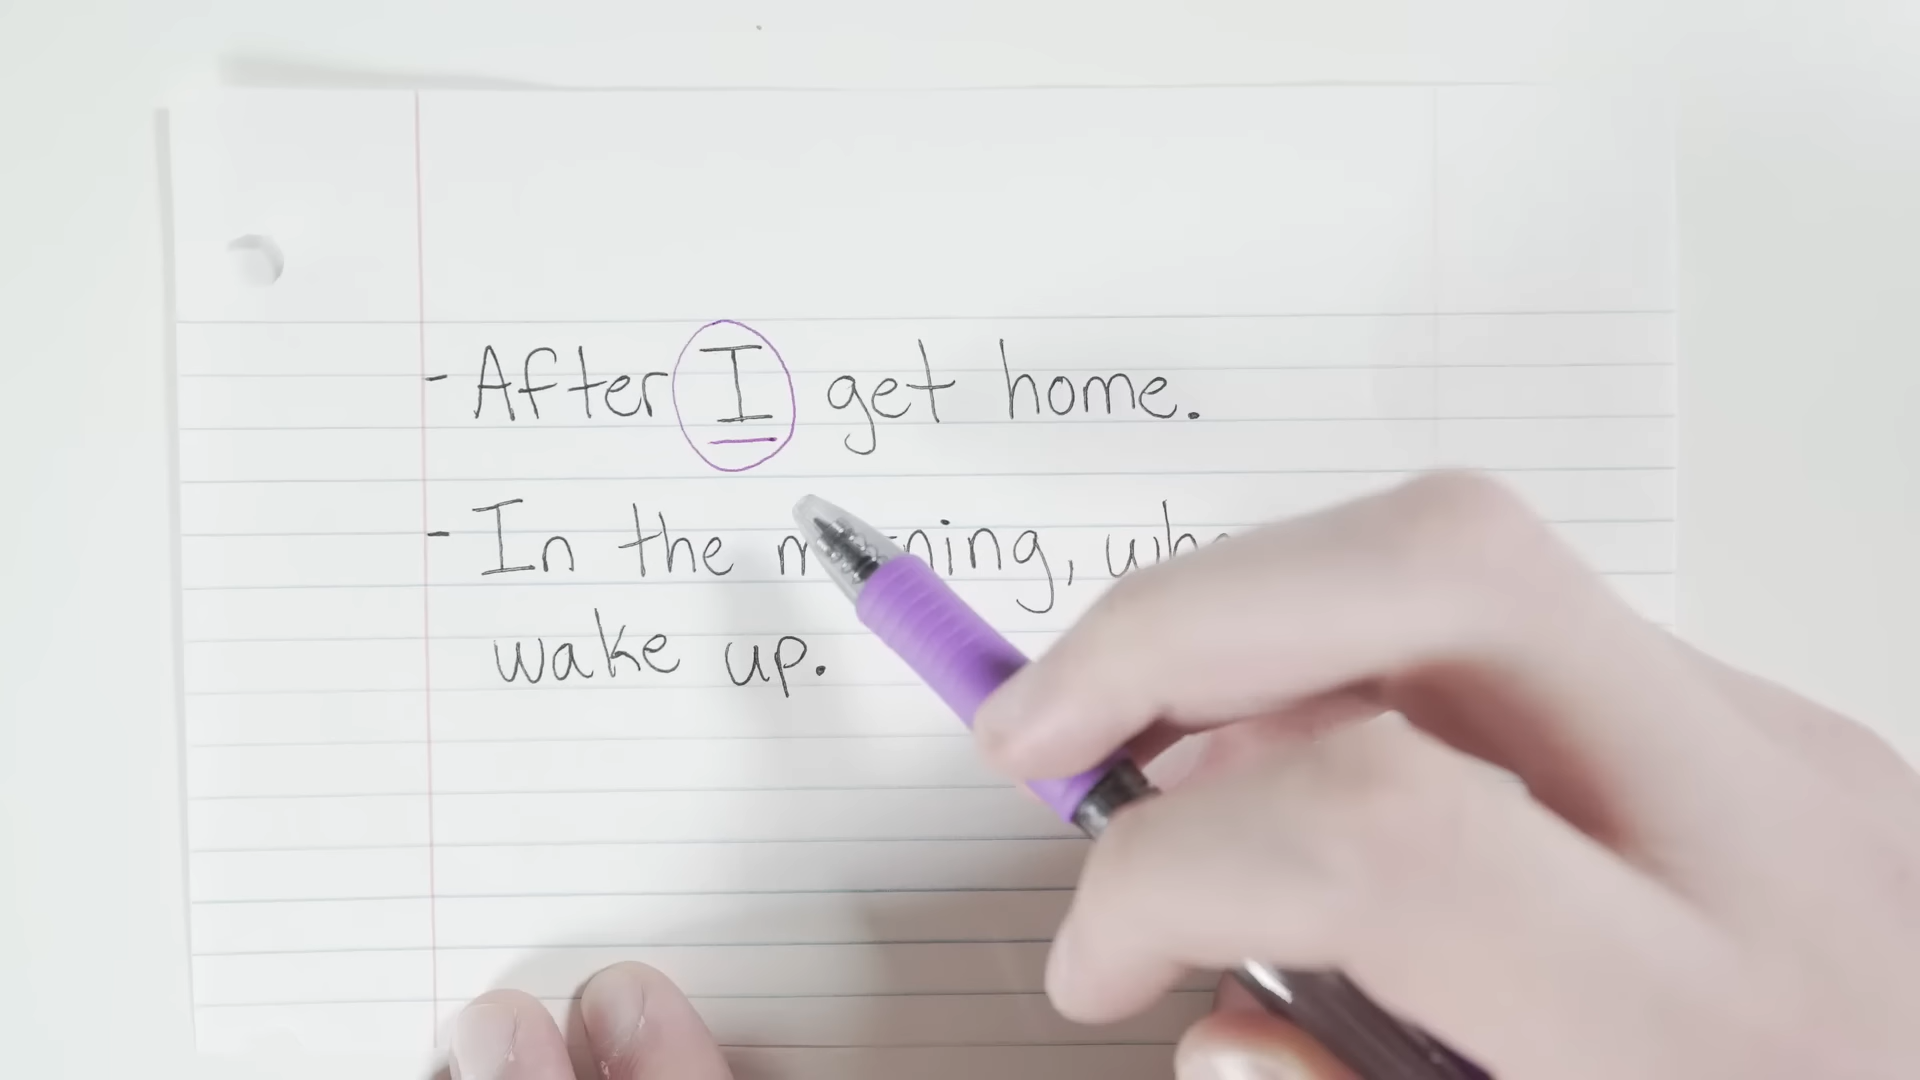 - After I get home.
- In the
wake up.